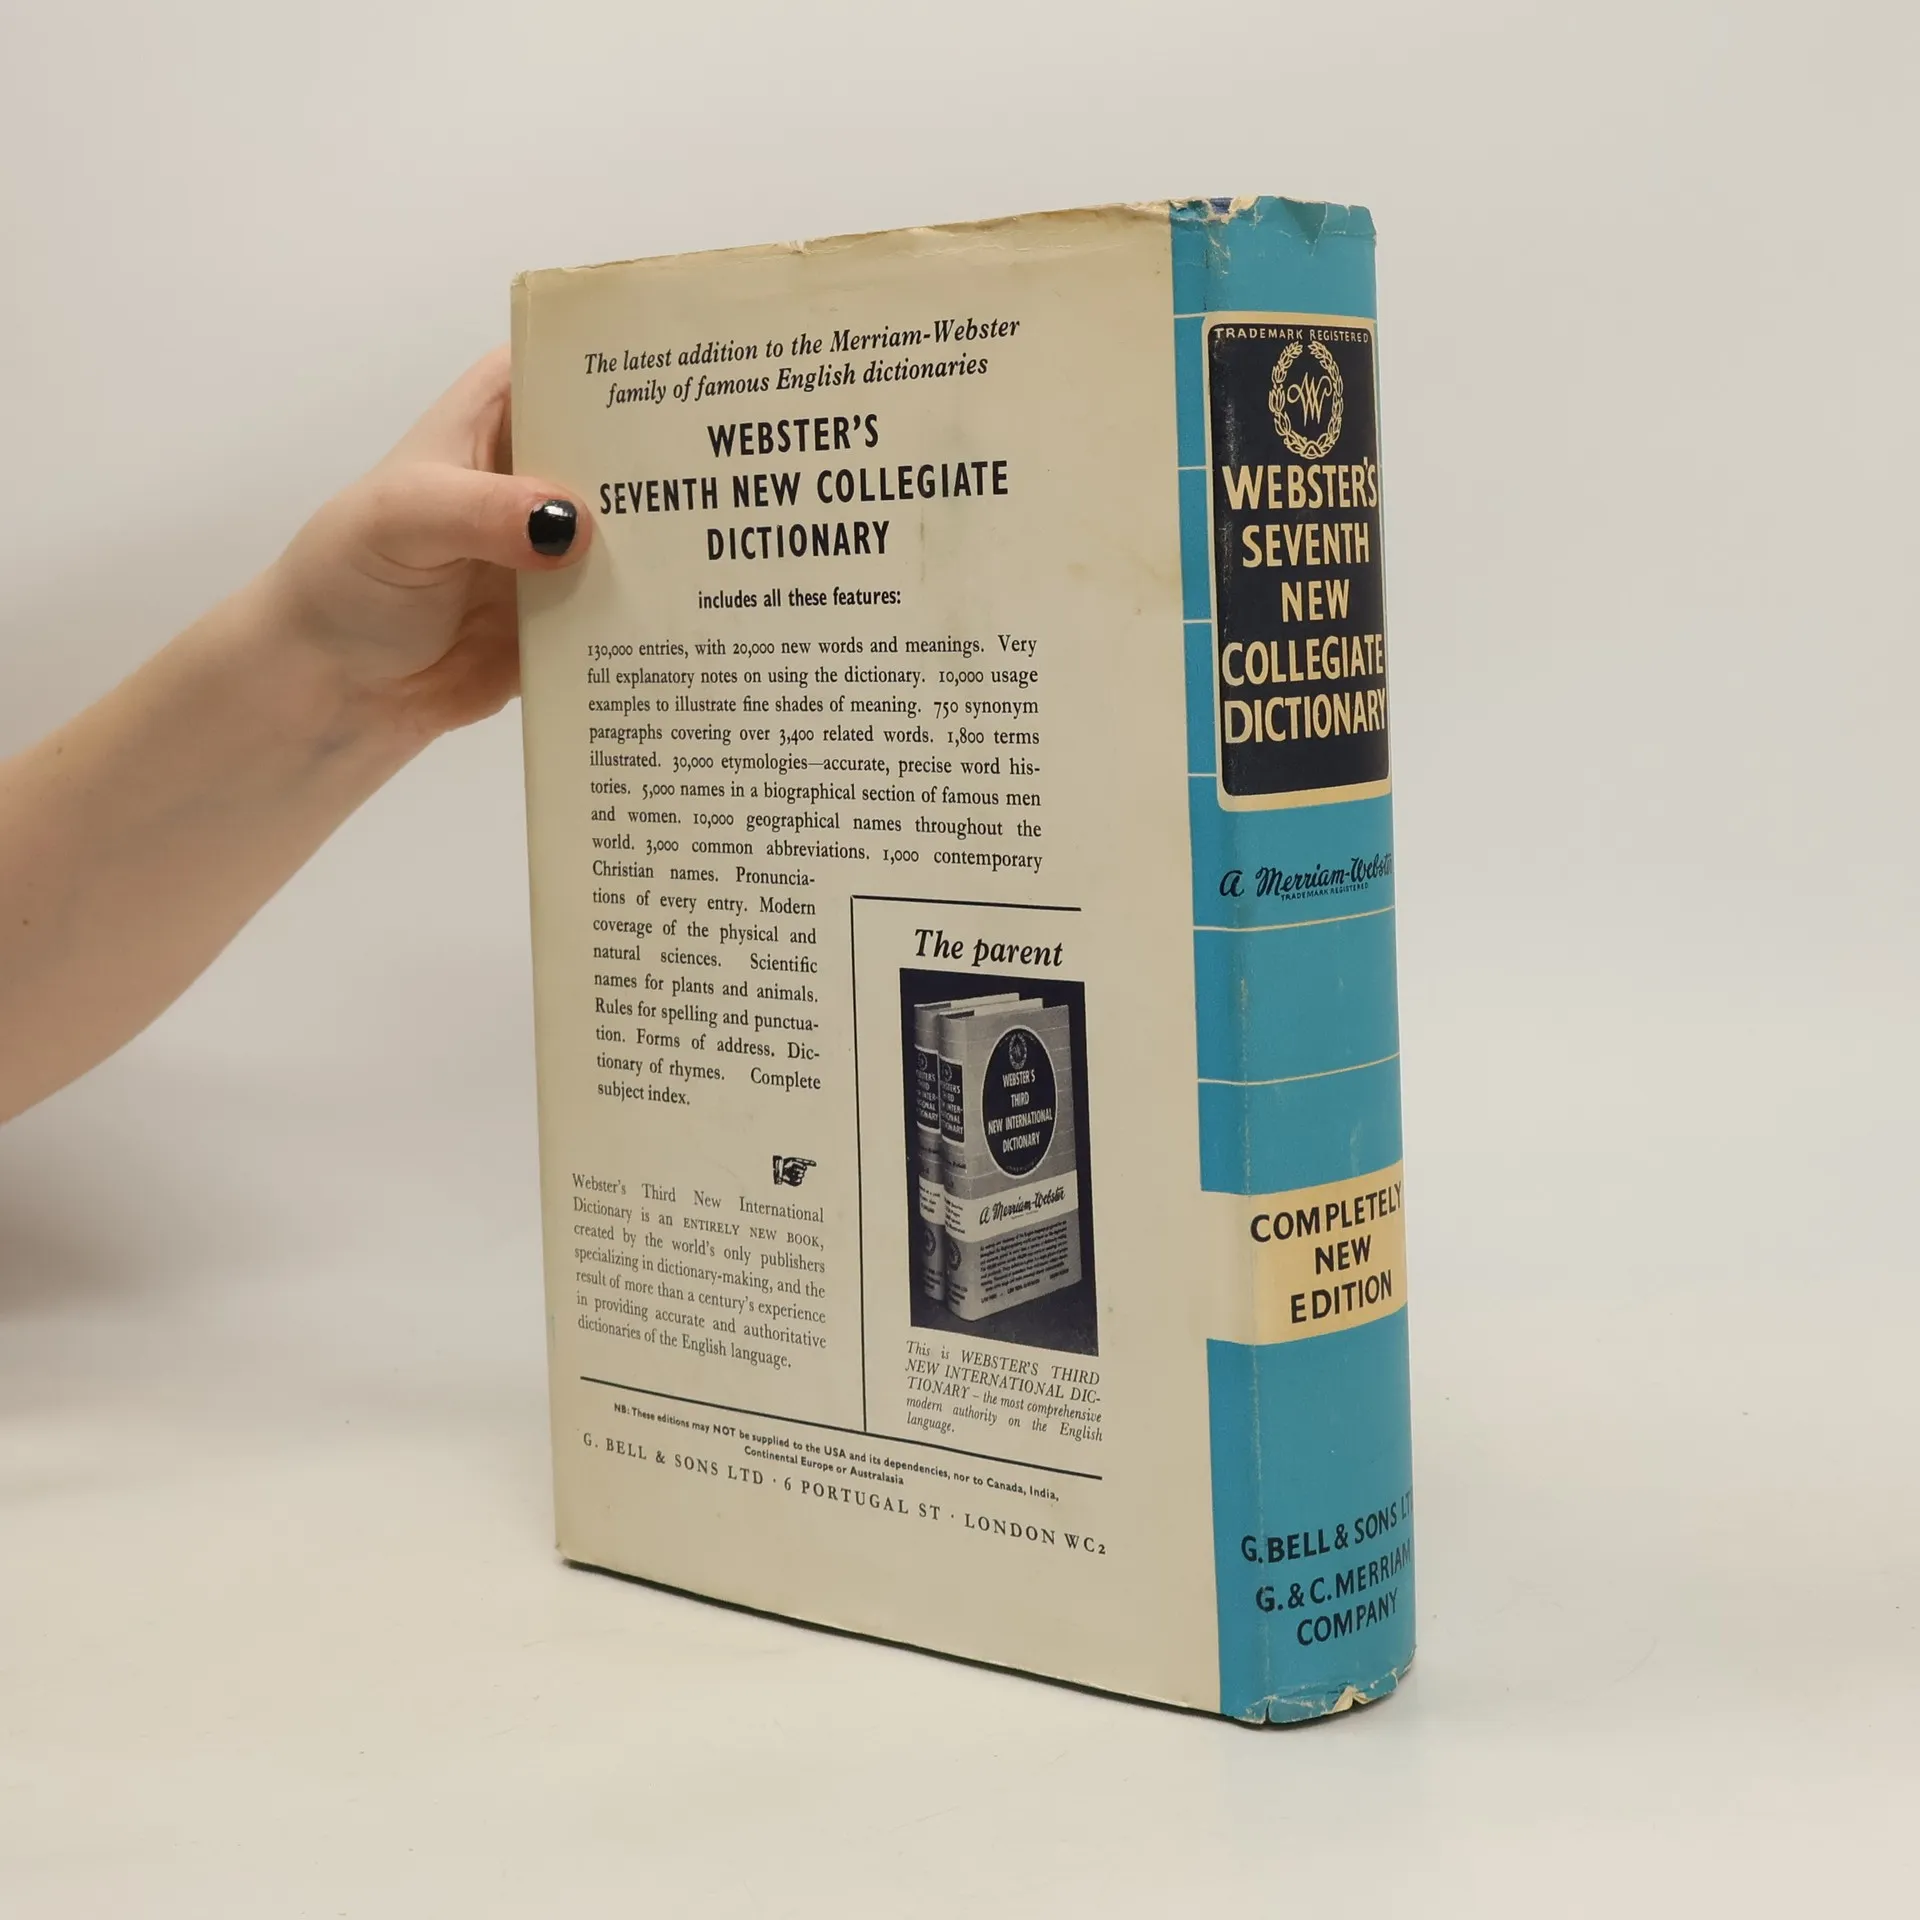 The latest addition to the Merriam-Webster
family of famous English dictionaries
WEBSTER'S
SEVENTH NEW COLLEGIATE
DICTIONARY
includes all these features:
130,000 entries, with 20,000 new words and meanings. Very
full explanatory notes on using the dictionary. 10,000 usage
examples to illustrate fine shades of meaning. 750 synonym
paragraphs covering over 3,400 related words. 1,800 terms
illustrated. 30,000 etymologies—accurate, precise word his-
tories. 5,000 names in a biographical section of famous men
and women. 10,000 geographical names throughout the
world. 3,000 common abbreviations. 1,000 contemporary
Christian names. Pronuncia-
tions of every entry. Modern
coverage of the physical and
natural sciences. Scientific
names for plants and animals.
Rules for spelling and punctua-
tion. Forms of address. Dic-
tionary of rhymes. Complete
subject index.
Webster's Third New International
Dictionary is an ENTIRELY NEW BOOK,
created by the world's only publishers
specializing in dictionary-making, and the
result of more than a century's experience
in providing accurate and authoritative
dictionaries of the English language.
The parent
WEBSTER'S
THIRD
NEW INTERNATIONAL
DICTIONARY
A Merriam-Webster
This is WEBSTER'S THIRD
NEW INTERNATIONAL DIC-
TIONARY – the most comprehensive
modern authority on the English
language.
NB: These editions may NOT be supplied to the USA and its dependencies, nor to Canada, India,
Continental Europe or Australasia
G. BELL & SONS LTD · 6 PORTUGAL ST · LONDON WC2
TRADEMARK REGISTERED
W
WEBSTER'S
SEVENTH
NEW
COLLEGIATE
DICTIONARY
A Merriam-Webster
TRADEMARK REGISTERED
COMPLETELY
NEW
EDITION
G. BELL & SONS
G. & C. MERRIAM
COMPANY